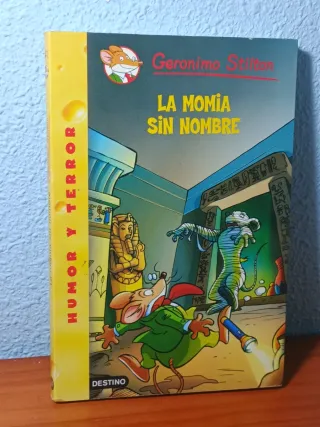 Geronimo Stilton
LA MOMIA
SIN NOMBRE
HUMOR Y TERROR
DESTINO